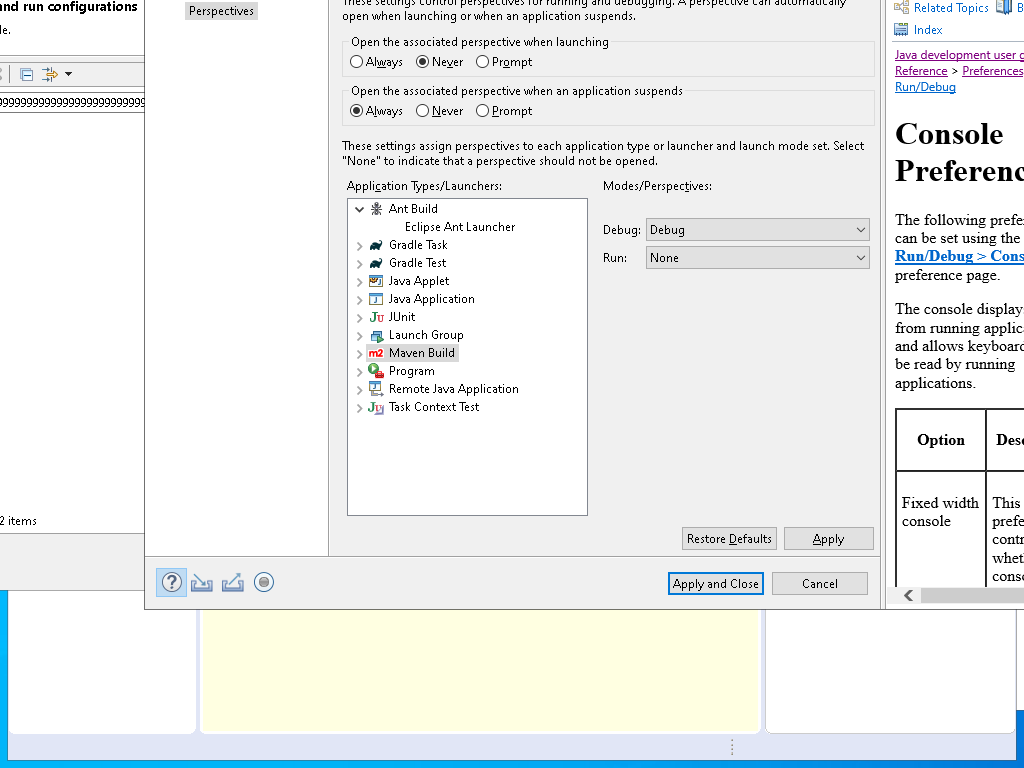 and run configurations
le.
9999999999999999999999
2 items
Perspectives
These settings control perspectives for running and debugging. A perspective can automatically
open when launching or when an application suspends.
Open the associated perspective when launching
Always Never Prompt
Open the associated perspective when an application suspends
Always Never Prompt
These settings assign perspectives to each application type or launcher and launch mode set. Select
"None" to indicate that a perspective should not be opened.
Application Types/Launchers:
Ant Build
Eclipse Ant Launcher
Gradle Task
Gradle Test
Java Applet
Java Application
JUnit
Launch Group
Maven Build
Program
Remote Java Application
Task Context Test
Modes/Perspectives:
Debug: Debug
Run: None
Restore Defaults Apply
Apply and Close Cancel
Related Topics B
Index
Java development user g
Reference > Preferences
Run/Debug
Console
Preferenc
The following prefer
can be set using the
Run/Debug > Cons
preference page.
The console displays
from running applica
and allows keyboard
be read by running
applications.
Option Desc
Fixed width console
This
prefe
contr
wheth
conso